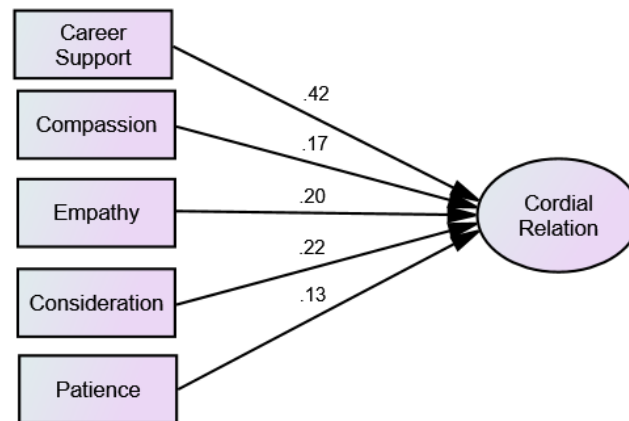 Career
Support
.42
Compassion
.17
Empathy
.20
Cordial
Relation
.22
Consideration
.13
Patience